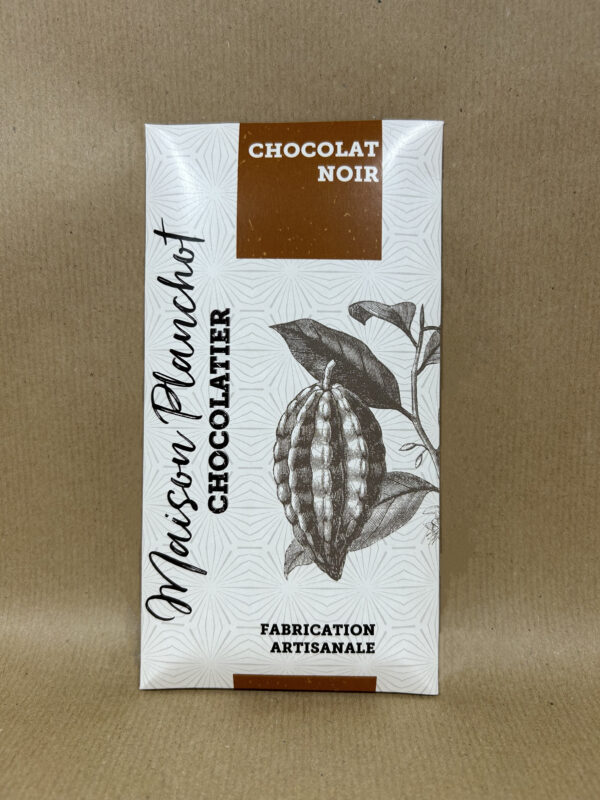 CHOCOLAT
NOIR
Maison Planchot
CHOCOLATIER
FABRICATION
ARTISANALE